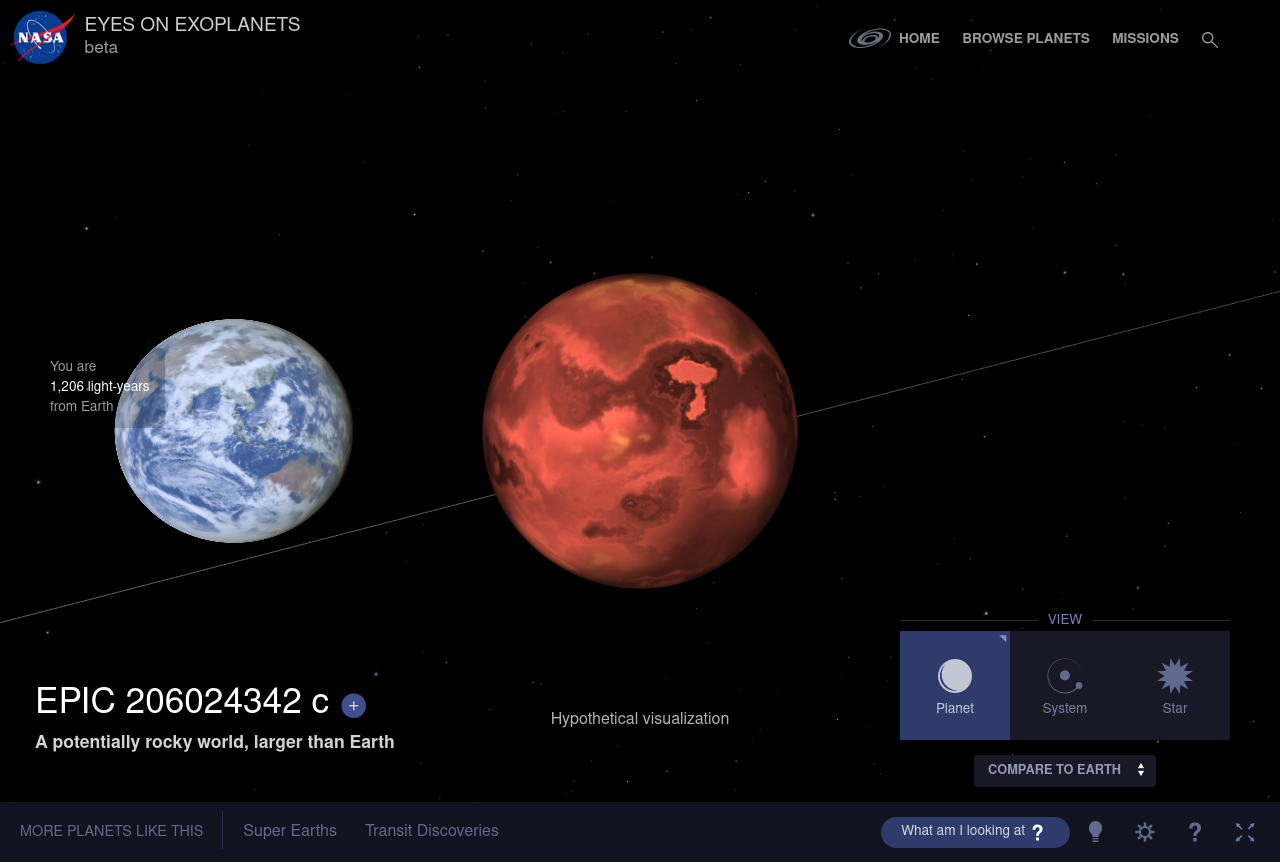 NASA
EYES ON EXOPLANETS
beta
HOME
BROWSE PLANETS
MISSIONS
You are
1,206 light-years
from Earth
VIEW
Planet
System
Star
EPIC 206024342 c +
A potentially rocky world, larger than Earth
Hypothetical visualization
COMPARE TO EARTH
MORE PLANETS LIKE THIS
Super Earths
Transit Discoveries
What am I looking at ?
?